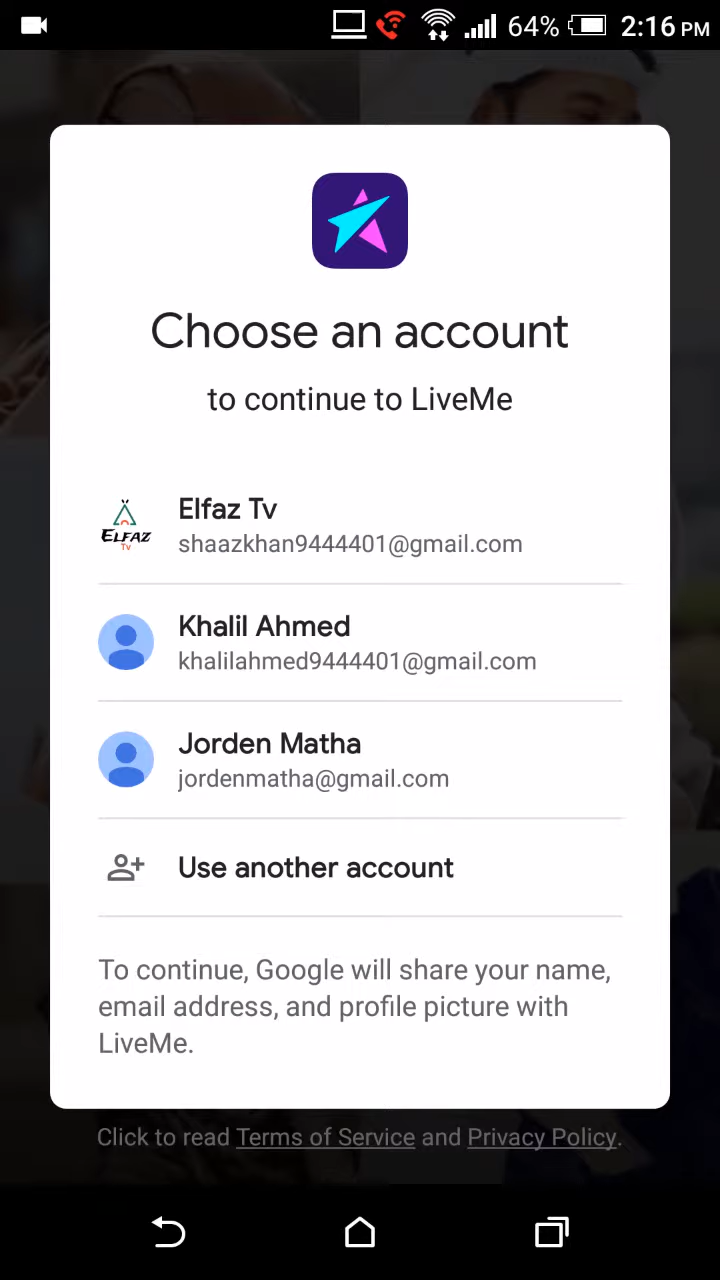 64% 2:16 PM
Choose an account
to continue to LiveMe
Elfaz Tv
shaazkhan9444401@gmail.com
ELFAZ
Tv
Khalil Ahmed
khalilahmed9444401@gmail.com
Jorden Matha
jordenmatha@gmail.com
Use another account
To continue, Google will share your name,
email address, and profile picture with
LiveMe.
Click to read Terms of Service and Privacy Policy.